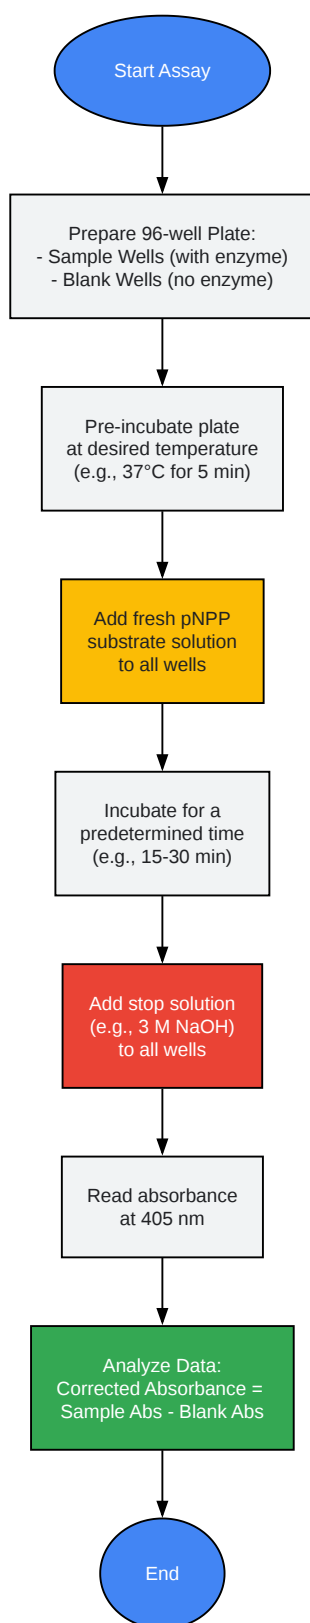 Start Assay
Prepare 96-well Plate:
- Sample Wells (with enzyme)
- Blank Wells (no enzyme)
Pre-incubate plate
at desired temperature
(e.g., 37°C for 5 min)
Add fresh pNPP
substrate solution
to all wells
Incubate for a
predetermined time
(e.g., 15-30 min)
Add stop solution
(e.g., 3 M NaOH)
to all wells
Read absorbance
at 405 nm
Analyze Data:
Corrected Absorbance =
Sample Abs - Blank Abs
End